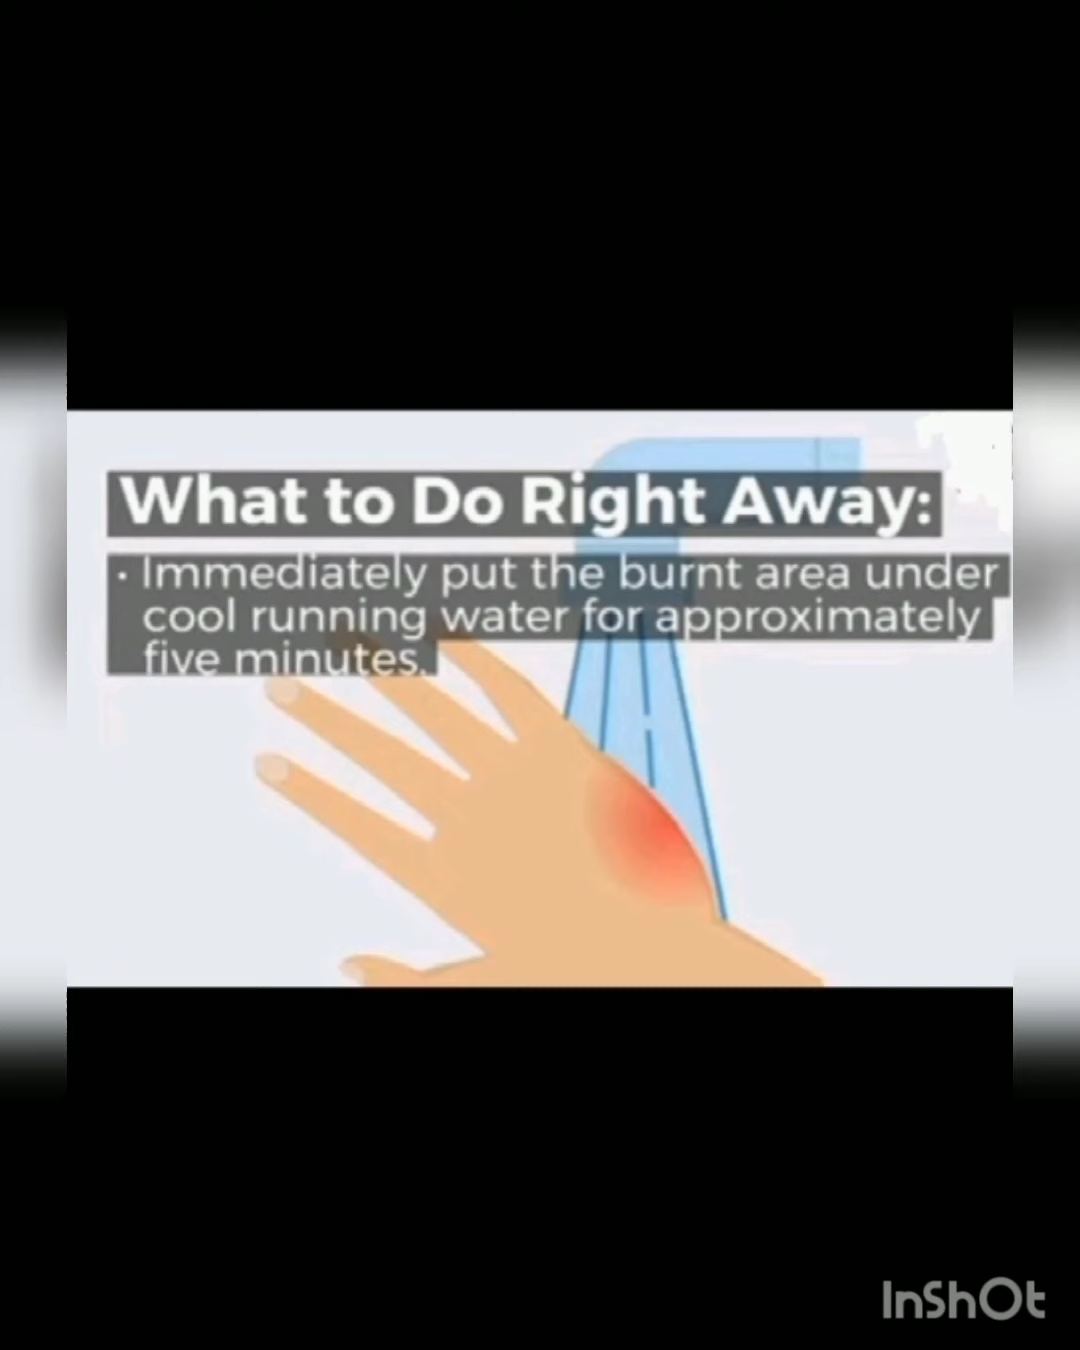 What to Do Right Away:
• Immediately put the burnt area under
cool running water for approximately
five minutes.
InShOt